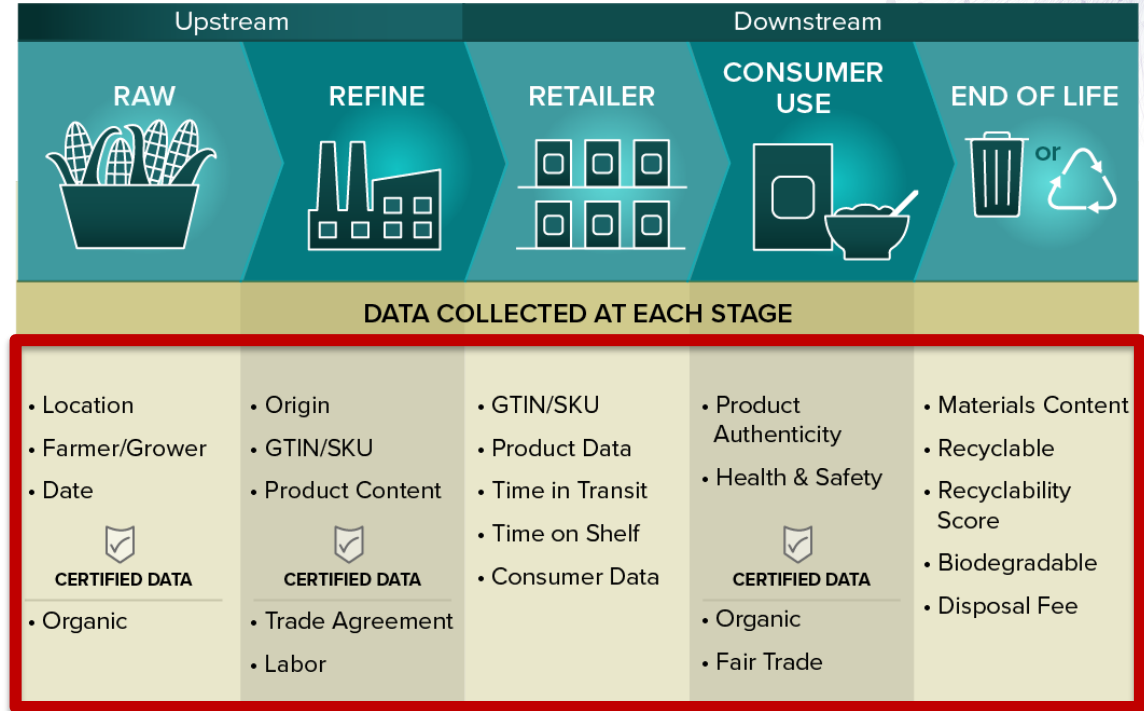 Upstream
Downstream
RAW
REFINE
RETAILER
CONSUMER
USE
END OF LIFE
or
DATA COLLECTED AT EACH STAGE
• Location
• Farmer/Grower
• Date
CERTIFIED DATA
• Organic
• Origin
• GTIN/SKU
• Product Content
CERTIFIED DATA
• Trade Agreement
• Labor
• GTIN/SKU
• Product Data
• Time in Transit
• Time on Shelf
• Consumer Data
• Product
Authenticity
• Health & Safety
CERTIFIED DATA
• Organic
• Fair Trade
• Materials Content
• Recyclable
• Recyclability
Score
• Biodegradable
• Disposal Fee